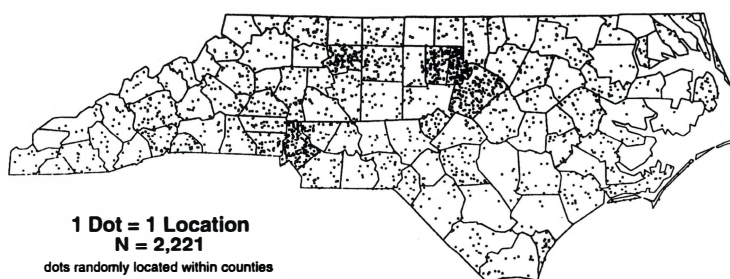 1 Dot = 1 Location
N = 2,221
dots randomly located within counties